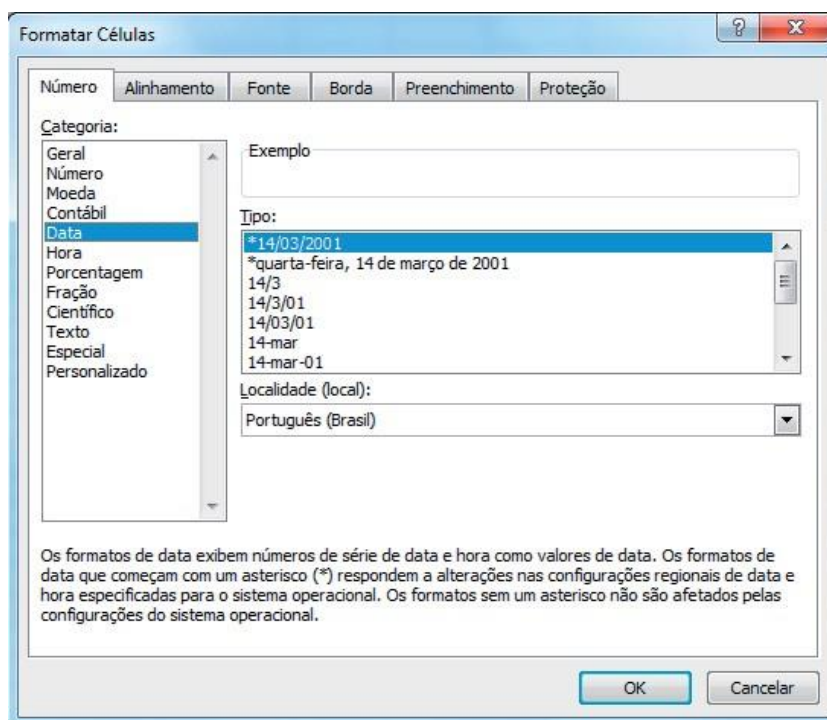 Formatar Células
Número Alinhamento Fonte Borda Preenchimento Proteção
Categoria:
Geral
Número
Moeda
Contábil
Data
Hora
Porcentagem
Fração
Científico
Texto
Especial
Personalizado
Exemplo
Tipo:
*14/03/2001
*quarta-feira, 14 de março de 2001
14/3
14/3/01
14/03/01
14-mar
14-mar-01
Localidade (local):
Português (Brasil)
Os formatos de data exibem números de série de data e hora como valores de data. Os formatos de
data que começam com um asterisco (*) respondem a alterações nas configurações regionais de data e
hora especificadas para o sistema operacional. Os formatos sem um asterisco não são afetados pelas
configurações do sistema operacional.
OK Cancelar